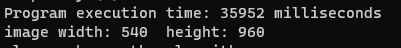 Program execution time: 35952 milliseconds
image width: 540  height: 960